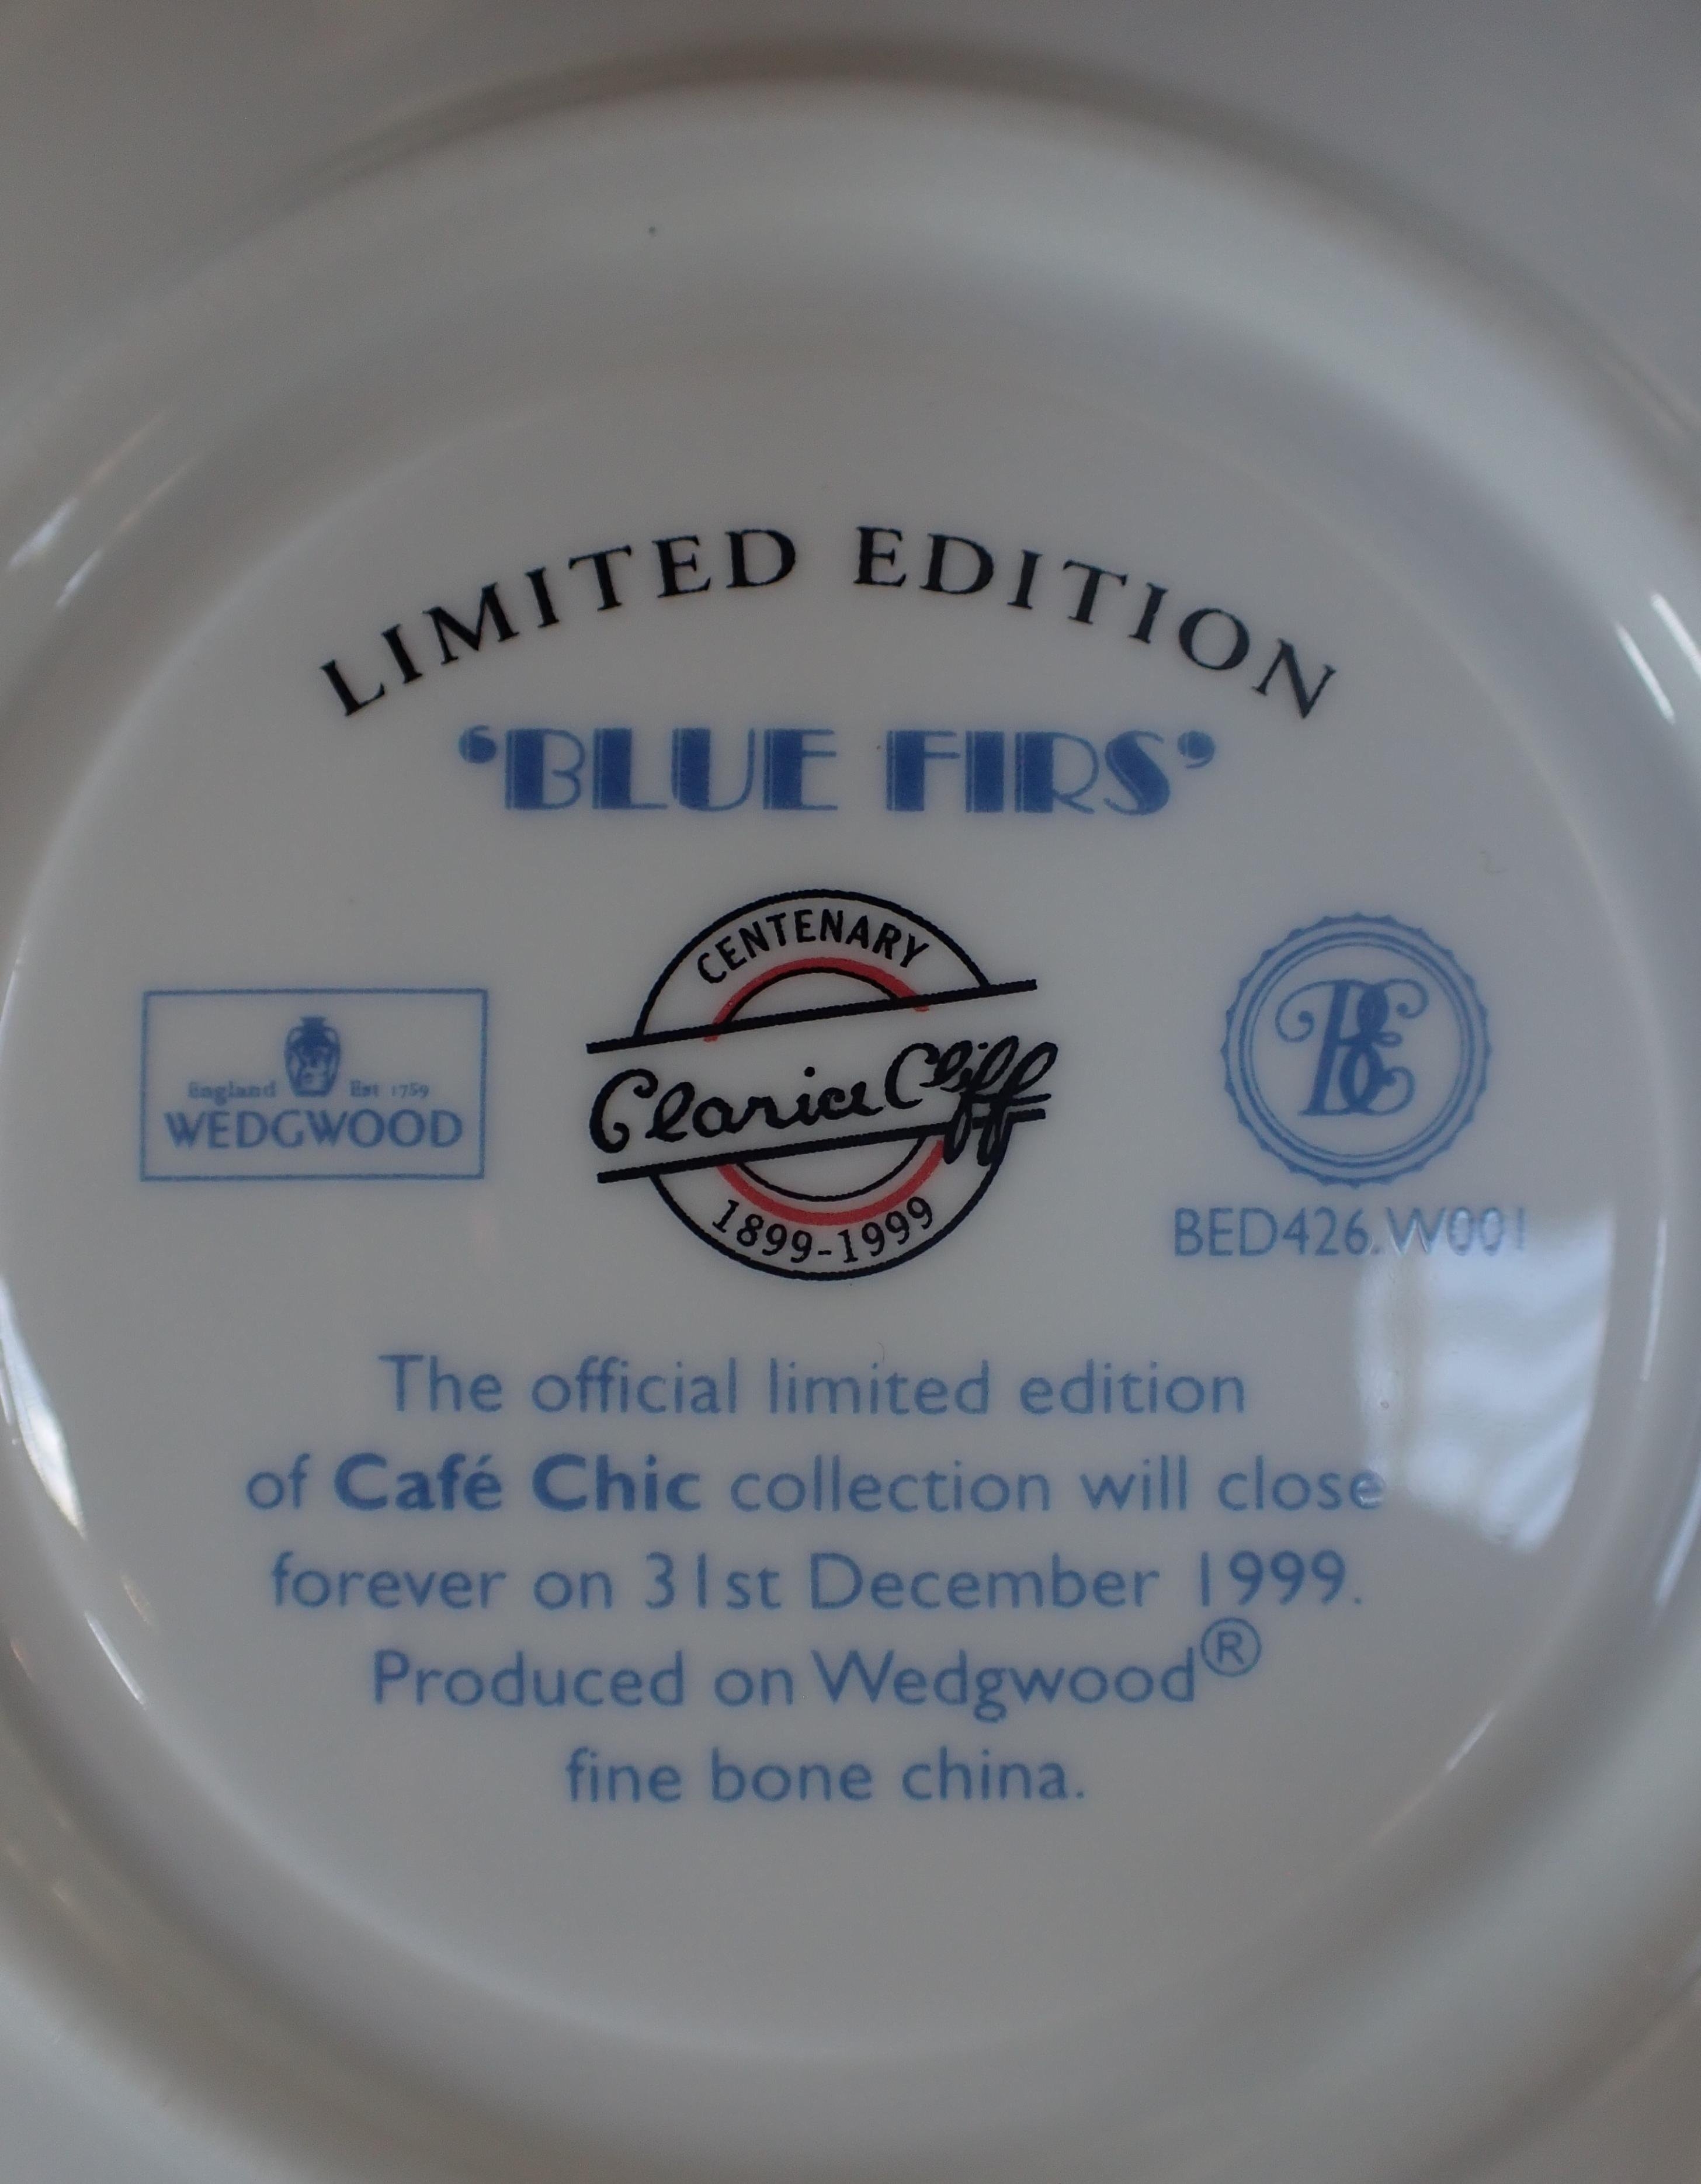 LIMITED EDITION
‘BLUE FIRS’
CENTENARY
Clarice Cliff
1899-1999
England Est 1759
WEDGWOOD
BE
BED426.W001
The official limited edition
of Café Chic collection will close
forever on 31st December 1999.
Produced on Wedgwood®
fine bone china.